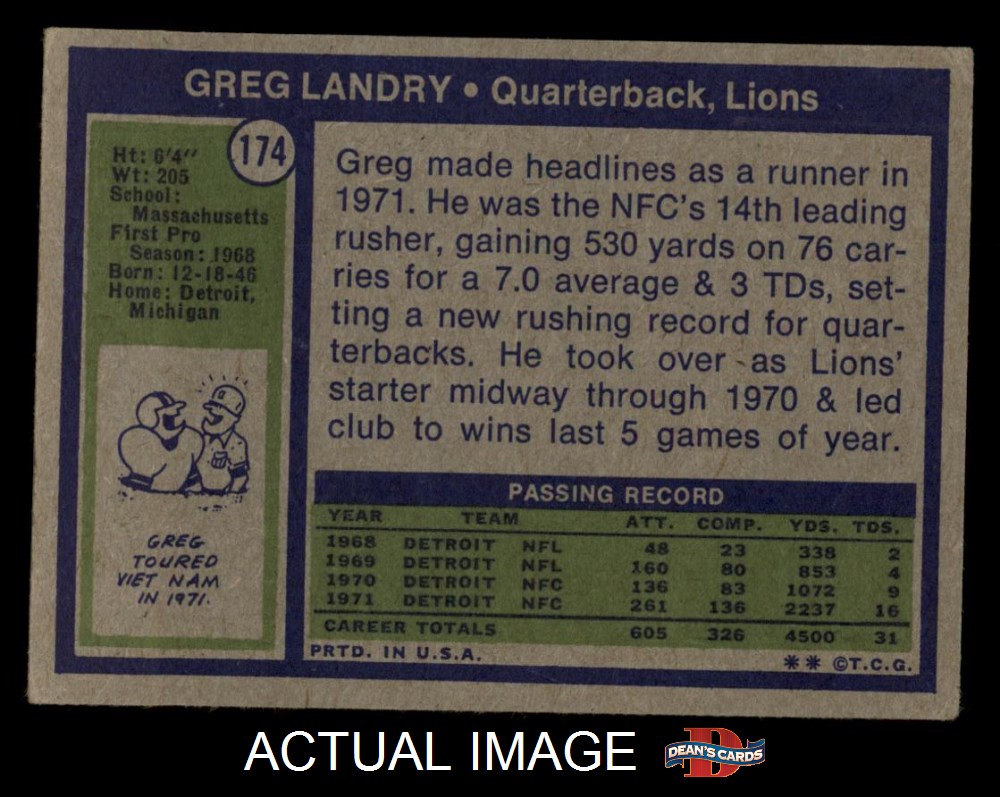 GREG LANDRY • Quarterback, Lions
174
Ht: 6'4"
Wt: 205
School:
Massachusetts
First Pro
Season: 1968
Born: 12-18-46
Home: Detroit,
Michigan
GREG
TOURED
VIET NAM
IN 1971.
Greg made headlines as a runner in
1971. He was the NFC's 14th leading
rusher, gaining 530 yards on 76 car-
ries for a 7.0 average & 3 TDs, set-
ting a new rushing record for quar-
terbacks. He took over as Lions'
starter midway through 1970 & led
club to wins last 5 games of year.
PASSING RECORD
YEAR TEAM ATT. COMP. YDS. TDS.
1968 DETROIT NFL 48 23 338 2
1969 DETROIT NFL 160 80 853 4
1970 DETROIT NFC 136 83 1072 9
1971 DETROIT NFC 261 136 2237 16
CAREER TOTALS 605 326 4500 31
PRTD. IN U.S.A. ** ©T.C.G.
ACTUAL IMAGE
D
DEAN'S CARDS